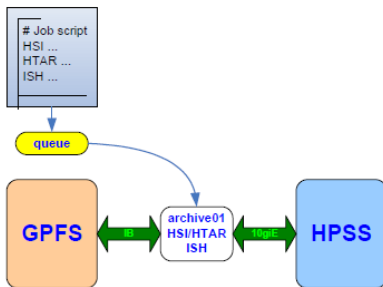 # Job script
HSI ...
HTAR ...
ISH ...
queue
GPFS
IB
archive01
HSI/HTAR
ISH
10giE
HPSS